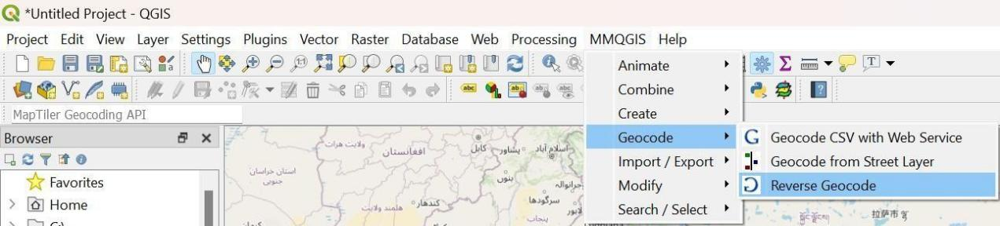 *Untitled Project - QGIS
Project Edit View Layer Settings Plugins Vector Raster Database Web Processing MMQGIS Help
Animate
Combine
Create
Geocode
Import / Export
Modify
Search / Select
Geocode CSV with Web Service
Geocode from Street Layer
Reverse Geocode
MapTiler Geocoding API
Browser
Favorites
Home
ولایت هرات
افغانستان
کابل
پشاور
اسلام آباد
استان خراسان
جنوبی
بنوں
گوجرانوالہ
سرگودھا
لاہور
کندهار
هلمند ولایت
پنجاب
拉萨市